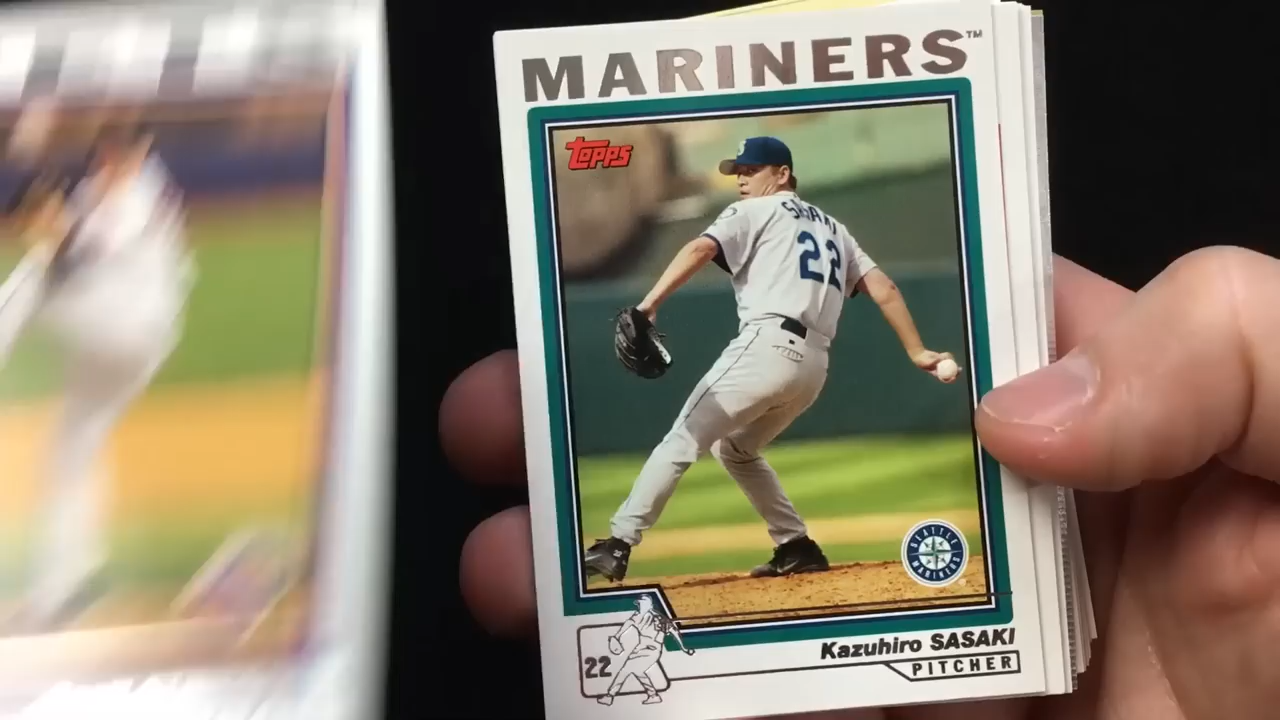 MARINERS™
Topps
SASAKI
22
SEATTLE
MARINERS
Kazuhiro SASAKI
22
PITCHER